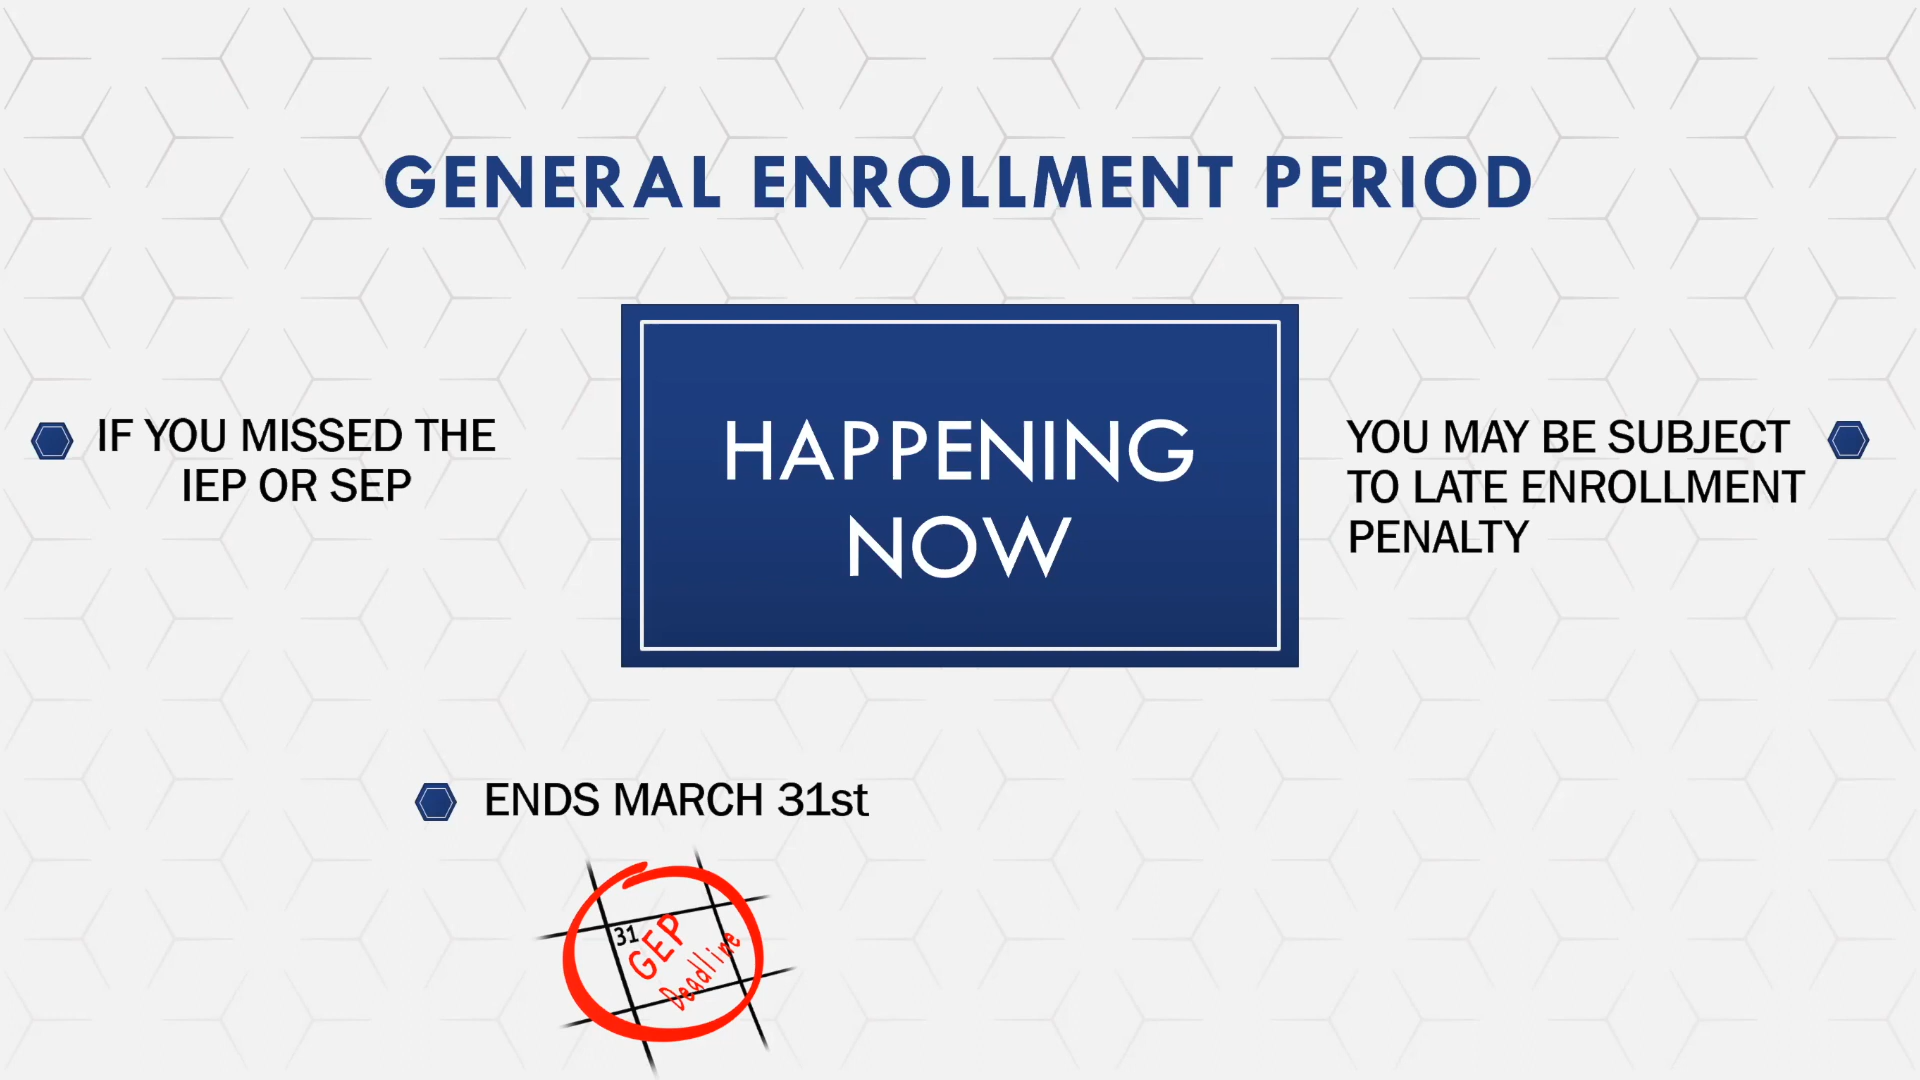 GENERAL ENROLLMENT PERIOD
IF YOU MISSED THE
IEP OR SEP
HAPPENING
NOW
YOU MAY BE SUBJECT
TO LATE ENROLLMENT
PENALTY
ENDS MARCH 31st
31
GEP
Deadline